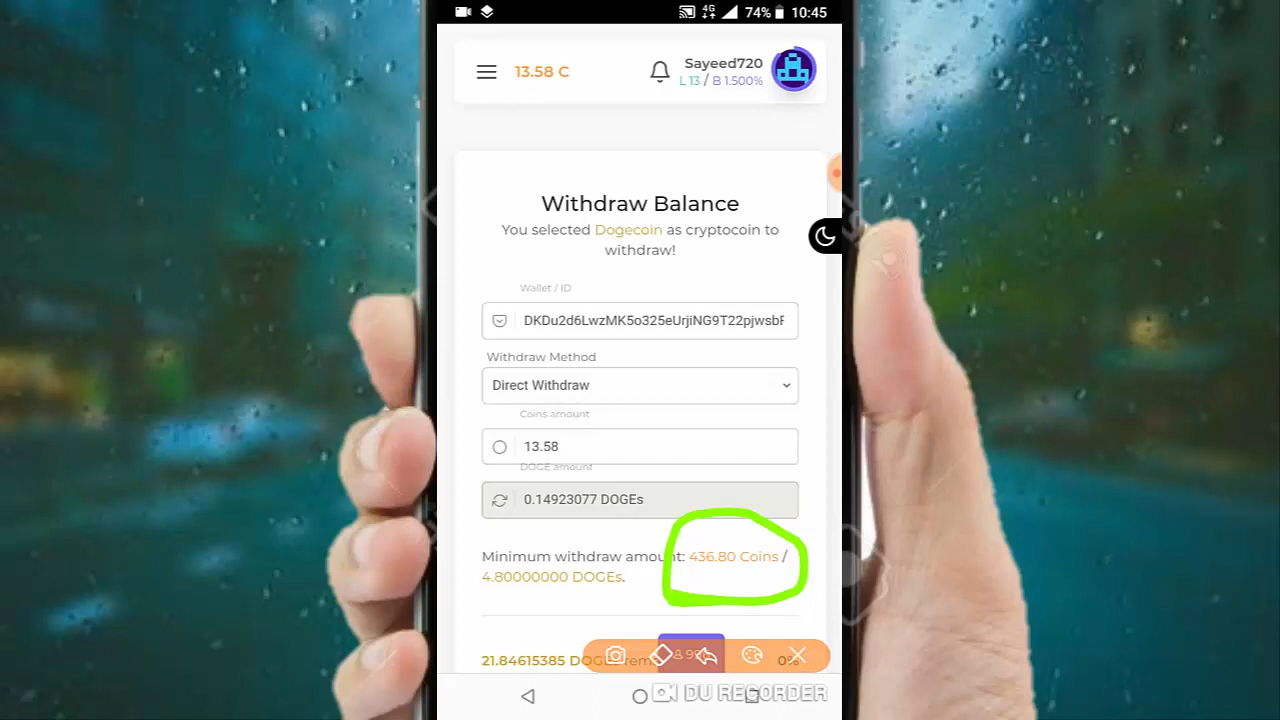 4G 74% 10:45
13.58 C
Sayeed720
L 13 / B 1.500%
Withdraw Balance
You selected Dogecoin as cryptocoin to
withdraw!
Wallet / ID
DKDu2d6LwzMK5o325eUrjiNG9T22pjwsbF
Withdraw Method
Direct Withdraw
Coins amount
13.58
DOGE amount
0.14923077 DOGEs
Minimum withdraw amount: 436.80 Coins /
4.80000000 DOGEs.
21.84615385 0%
DU RECORDER